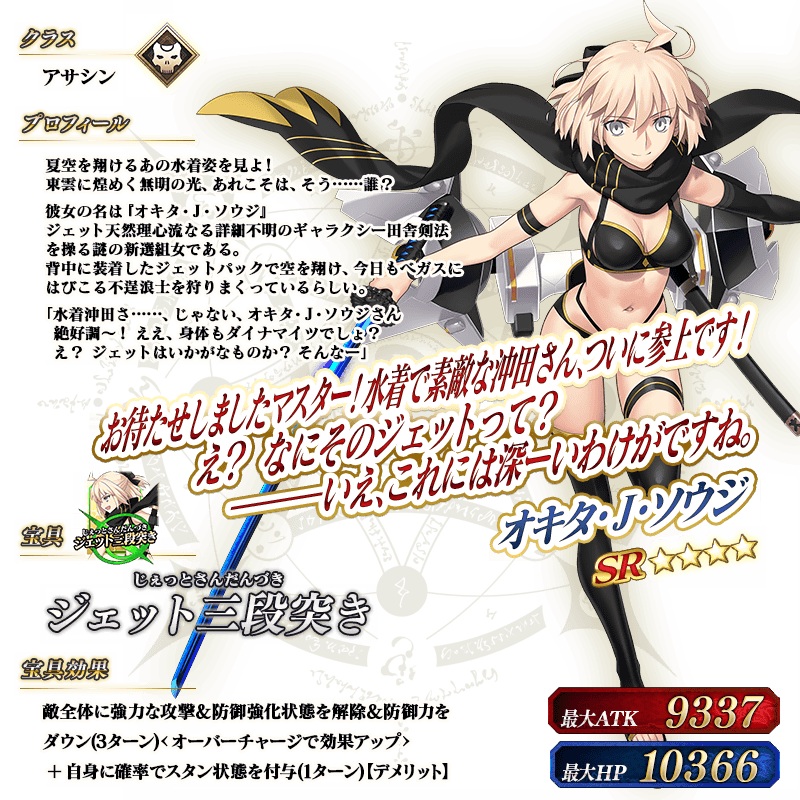 クラス
アサシン
プロフィール
夏空を翔けるあの水着姿を見よ！
東雲に煌めく無明の光、あれこそは、そう……誰？
彼女の名は『オキタ・J・ソウジ』
ジェット天然理心流なる詳細不明のギャラクシー田舎剣法
を操る謎の新選組女である。
背中に装着したジェットパックで空を翔け、今日もベガスに
はびこる不逞浪士を狩りまくっているらしい。
「水着沖田さ……、じゃない、オキタ・J・ソウジさん
絶好調～！ ええ、身体もダイナマイツでしょ？
え？ ジェットはいかがなものか？ そんなー」
お待たせしましたマスター！水着で素敵な沖田さん、ついに参上です！
え？ なにそのジェットって？
――いえ、これには深ーいわけがですね。
オキタ・J・ソウジ
SR☆☆☆☆
じぇっとさんだんづき
ジェット三段突き
宝具
じぇっとさんだんづき
ジェット三段突き
宝具効果
敵全体に強力な攻撃&防御強化状態を解除&防御力を
ダウン(3ターン)<オーバーチャージで効果アップ>
＋自身に確率でスタン状態を付与(1ターン)【デメリット】
最大ATK 9337
最大HP 10366